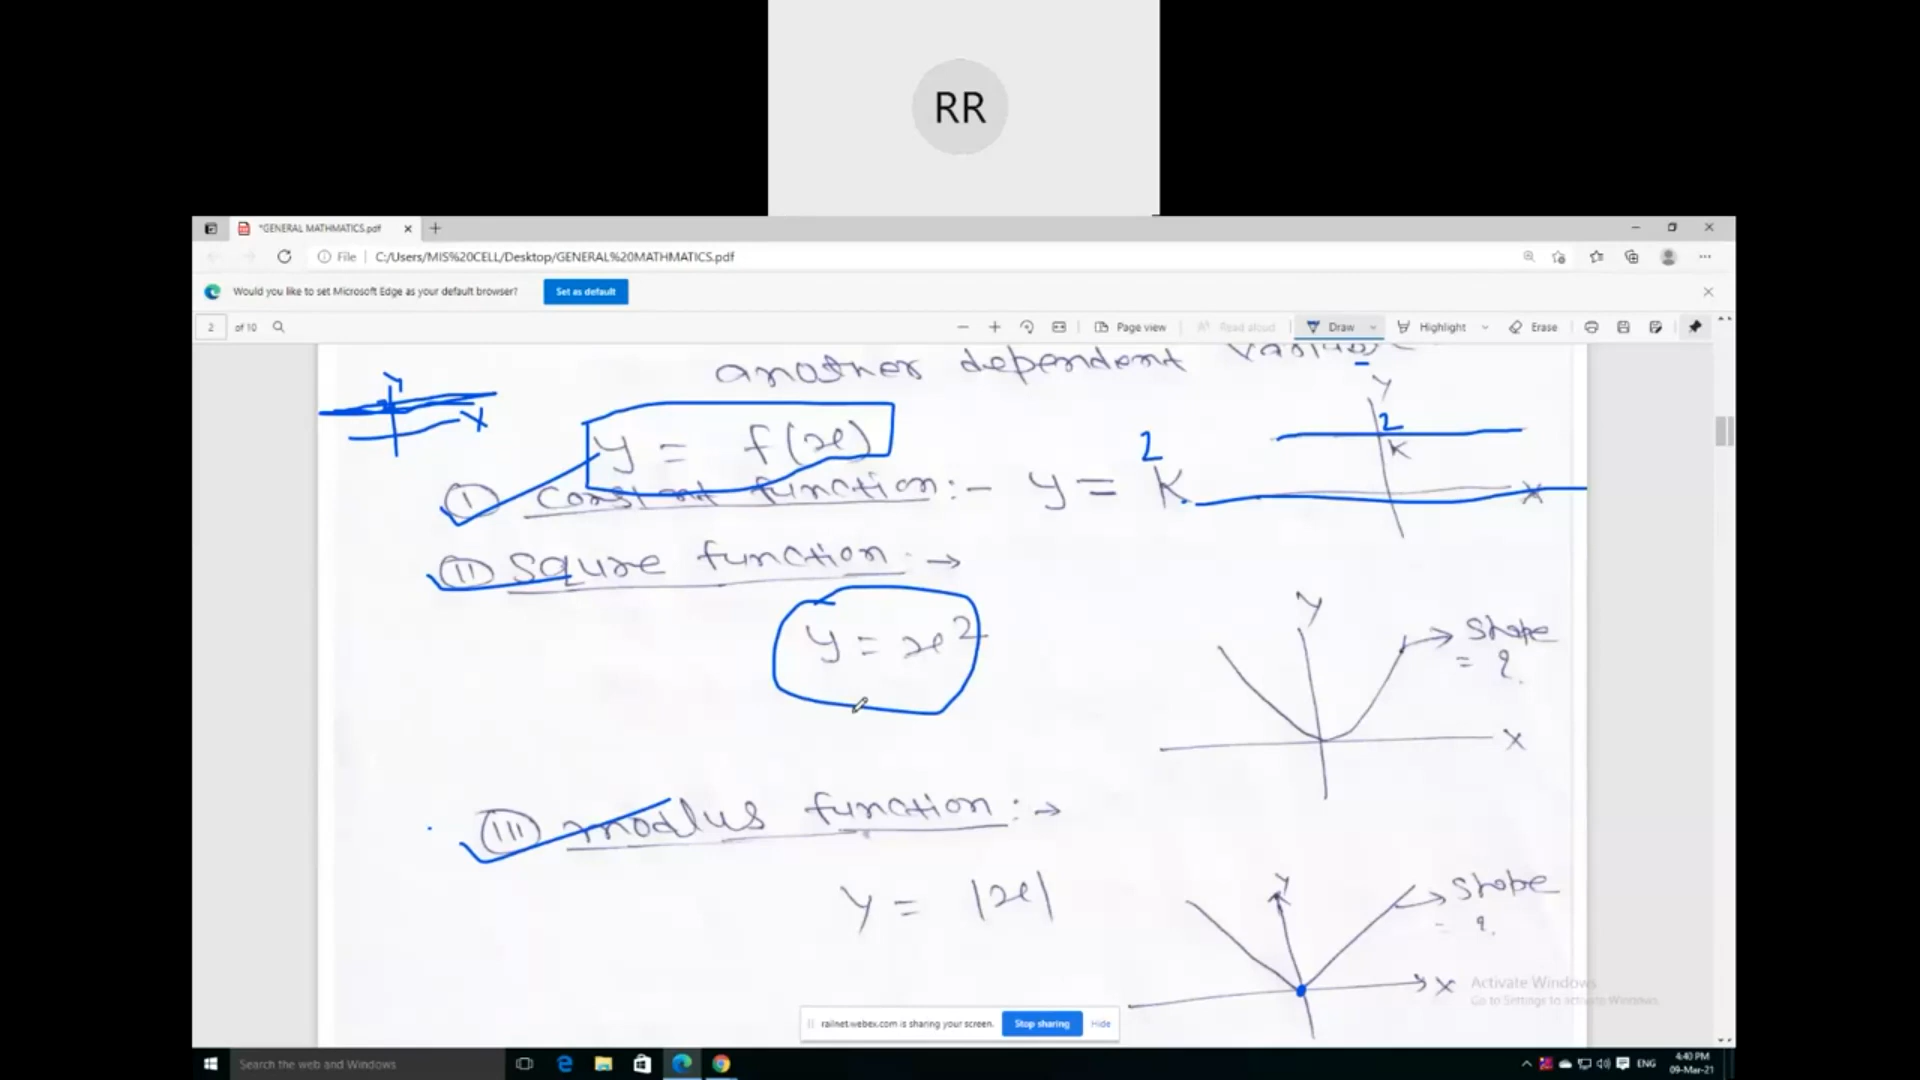 RR
*GENERAL MATHMATICS.pdf
File C:/Users/MIS%20CELL/Desktop/GENERAL%20MATHMATICS.pdf
Would you like to set Microsoft Edge as your default browser? Set as default
2 of 10 Page view Read aloud Draw Highlight Erase
another dependent variable
Y
X
y = f(x)
Y
2
K
X
(I) Constant function :- y = K
2
(II) Squre function :→
y = x²
Y
Shape
= ?
X
(III) modlus function :→
y = |x|
Y
Shape
= ?
X
Activate Windows
Go to Settings to activate Windows.
railnet.webex.com is sharing your screen. Stop sharing Hide
Search the web and Windows
ENG
4:40 PM
09-Mar-21